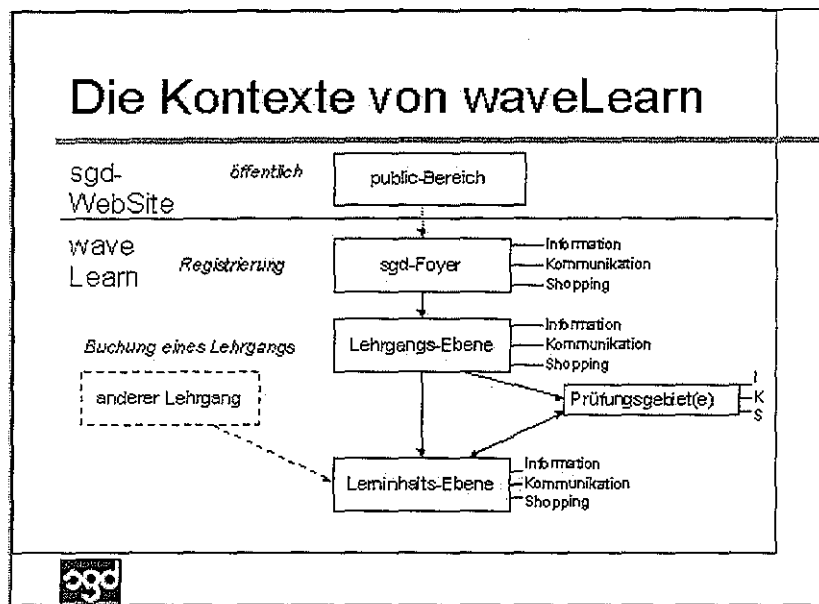 Die Kontexte von waveLearn
sgd-
WebSite
öffentlich
public-Bereich
wave
Learn
Registrierung
sgd-Foyer
Information
Kommunikation
Shopping
Buchung eines Lehrgangs
Lehrgangs-Ebene
Information
Kommunikation
Shopping
anderer Lehrgang
Prüfungsgebiet(e)
I
K
S
Lerninhalts-Ebene
Information
Kommunikation
Shopping
sgd